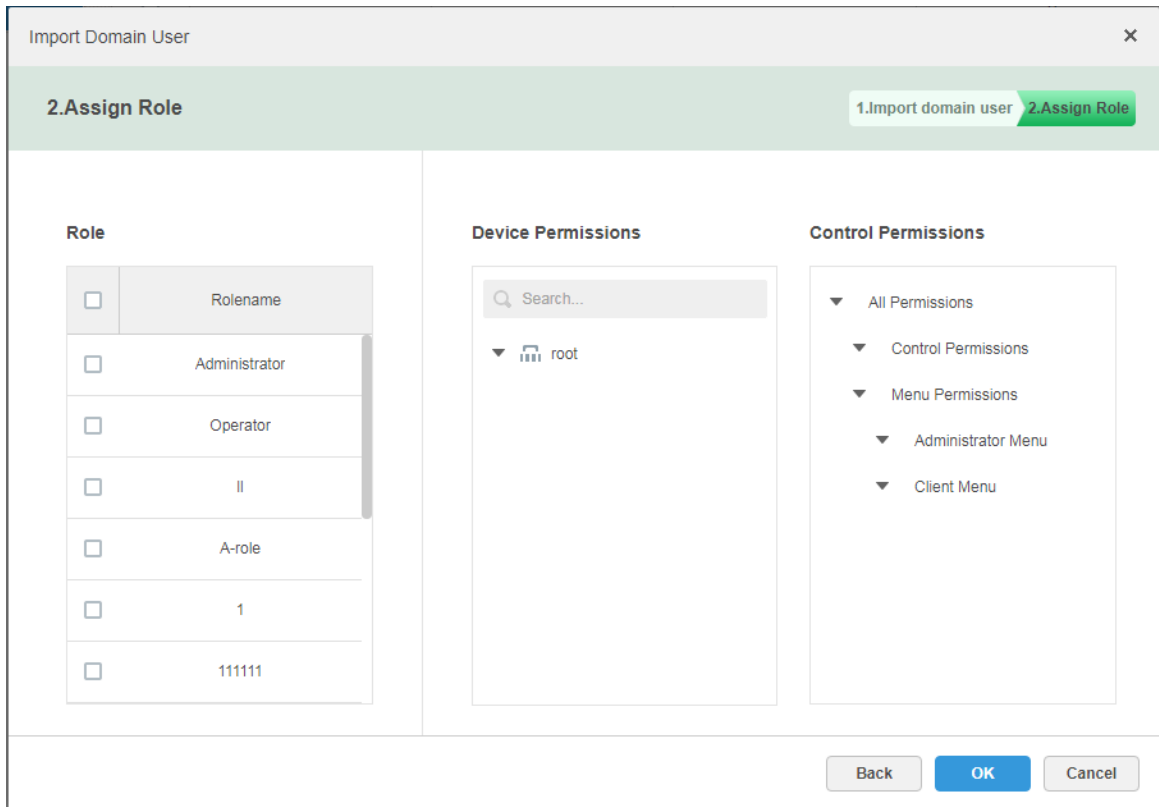 Import Domain User
2.Assign Role
1.Import domain user
2.Assign Role
Role
Rolename
Administrator
Operator
II
A-role
1
111111
Device Permissions
Search...
root
Control Permissions
All Permissions
Control Permissions
Menu Permissions
Administrator Menu
Client Menu
Back
OK
Cancel